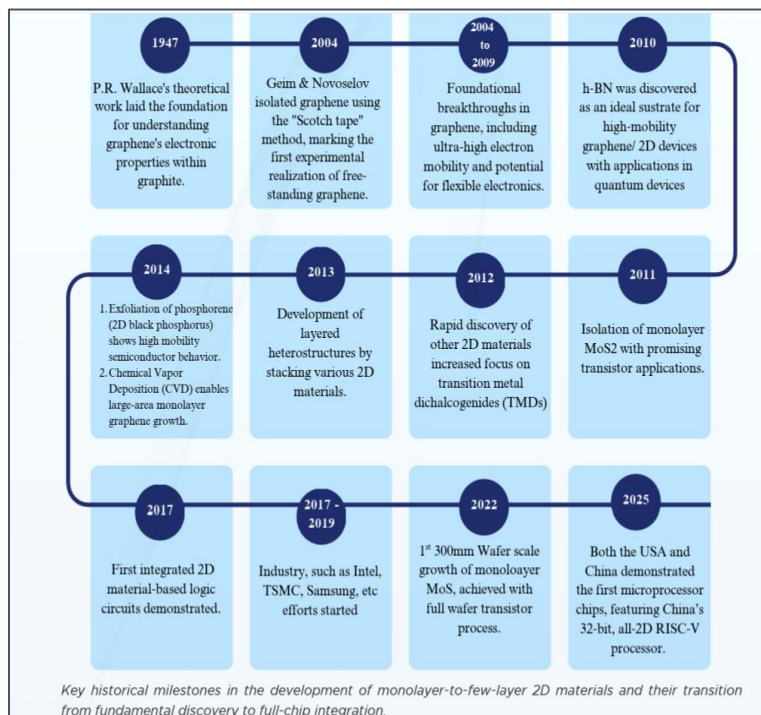 1947
P.R. Wallace's theoretical
work laid the foundation
for understanding
graphene's electronic
properties within
graphite.
2004
Geim & Novoselov
isolated graphene using
the "Scotch tape"
method, marking the
first experimental
realization of free-
standing graphene.
2004
to
2009
Foundational
breakthroughs in
graphene, including
ultra-high electron
mobility and potential
for flexible electronics.
2010
h-BN was discovered
as an ideal sustrate for
high-mobility
graphene/ 2D devices
with applications in
quantum devices
2011
Isolation of monolayer
MoS2 with promising
transistor applications.
2012
Rapid discovery of
other 2D materials
increased focus on
transition metal
dichalcogenides (TMDs)
2013
Development of
layered
heterostructures by
stacking various 2D
materials.
2014
1. Exfoliation of phosphorene
(2D black phosphorus)
shows high mobility
semiconductor behavior.
2. Chemical Vapor
Deposition (CVD) enables
large-area monolayer
graphene growth.
2017
First integrated 2D
material-based logic
circuits demonstrated.
2017 -
2019
Industry, such as Intel,
TSMC, Samsung, etc
efforts started
2022
1st 300mm Wafer scale
growth of monoloayer
MoS, achieved with
full wafer transistor
process.
2025
Both the USA and
China demonstrated
the first microprocessor
chips, featuring China's
32-bit, all-2D RISC-V
processor.
Key historical milestones in the development of monolayer-to-few-layer 2D materials and their transition
from fundamental discovery to full-chip integration.